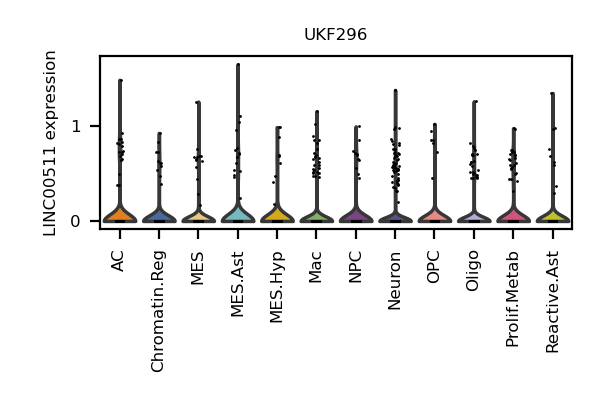 UKF296
LINC00511 expression
1
0
AC
Chromatin.Reg
MES
MES.Ast
MES.Hyp
Mac
NPC
Neuron
OPC
Oligo
Prolif.Metab
Reactive.Ast